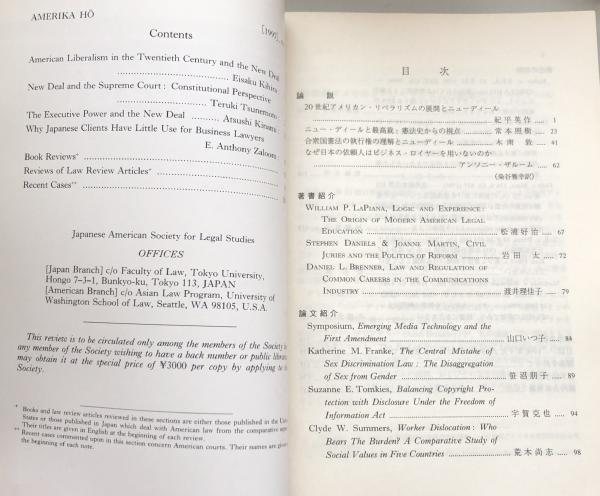 AMERIKA HŌ
Contents
American Liberalism in the Twentieth Century and the New Deal
Eisaku Kihira
New Deal and the Supreme Court: Constitutional Perspective
Teruki Tsunemoto
The Executive Power and the New Deal ........ Atsushi Kinami
Why Japanese Clients Have Little Use for Business Lawyers
E. Anthony Zaloom
Book Reviews*
Reviews of Law Review Articles*
Recent Cases**
Japanese American Society for Legal Studies
OFFICES
[Japan Branch] c/o Faculty of Law, Tokyo University,
Hongo 7-3-1, Bunkyo-ku, Tokyo 113, JAPAN
[American Branch] c/o Asian Law Program, University of
Washington School of Law, Seattle, WA 98105, U.S.A.
This review is to be circulated only among the members of the Society
any member of the Society wishing to have a back number or public
may obtain it at the special price of ¥3000 per copy by applying to
Society.
* Books and law review articles reviewed in these sections are either those published in the
States or those published in Japan which deal with American law from the comparative
Their titles are given in English at the beginning of each review.
** Recent cases commented upon in this section concern American courts. Their names are
the beginning of each note.
目次
論説
20世紀アメリカン・リベラリズムの展開とニューディール
紀平英作 1
ニュー・ディールと最高裁：憲法史からの視点 常本照樹 23
合衆国憲法の執行権の理解とニューディール 木南敦 41
なぜ日本の依頼人はビジネス・ロイヤーを用いないのか
アンソニー・ザルーム 62
著書紹介
WILLIAM P. LAPIANA, LOGIC AND EXPERIENCE:
THE ORIGIN OF MODERN AMERICAN LEGAL
EDUCATION 松浦好治 67
STEPHEN DANIELS & JOANNE MARTIN, CIVIL
JURIES AND THE POLITICS OF REFORM 岩田太 72
DANIEL L. BRENNER, LAW AND REGULATION OF
COMMON CAREERS IN THE COMMUNICATIONS
INDUSTRY 79
論文紹介
Symposium, Emerging Media Technology and the
First Amendment 山口いつ子 84
Katherine M. Franke, The Central Mistake of
Sex Discrimination Law: The Disaggregation
of Sex from Gender 笹沼朋子 89
Suzanne E. Tomkies, Balancing Copyright Pro-
tection with Disclosure Under the Freedom of
Information Act 宇賀克也 94
Clyde W. Summers, Worker Dislocation: Who
Bears The Burden? A Comparative Study of
Social Values in Five Countries 荒木尚志 98